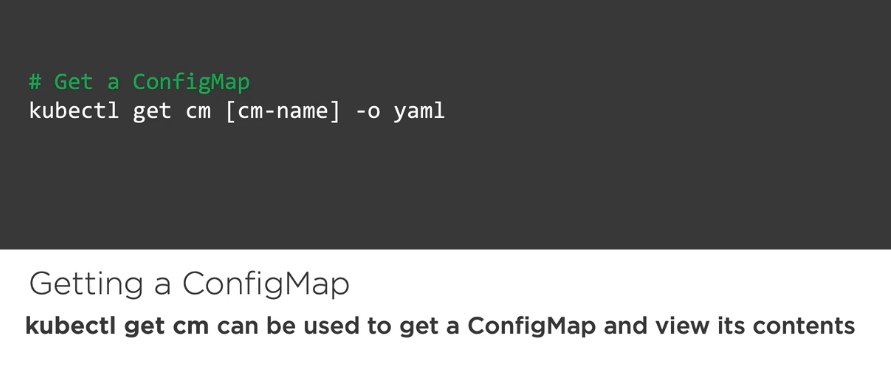 # Get a ConfigMap
kubectl get cm [cm-name] -o yaml
Getting a ConfigMap
kubectl get cm can be used to get a ConfigMap and view its contents